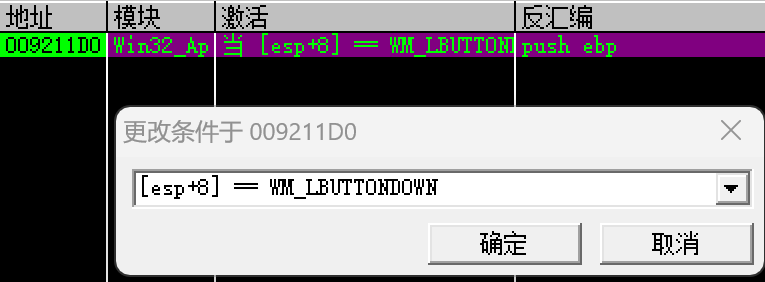 地址 模块 激活 反汇编
009211D0 Win32_Ap 当 [esp+8] == WM_LBUTTON push ebp
更改条件于 009211D0
[esp+8] == WM_LBUTTONDOWN
确定 取消